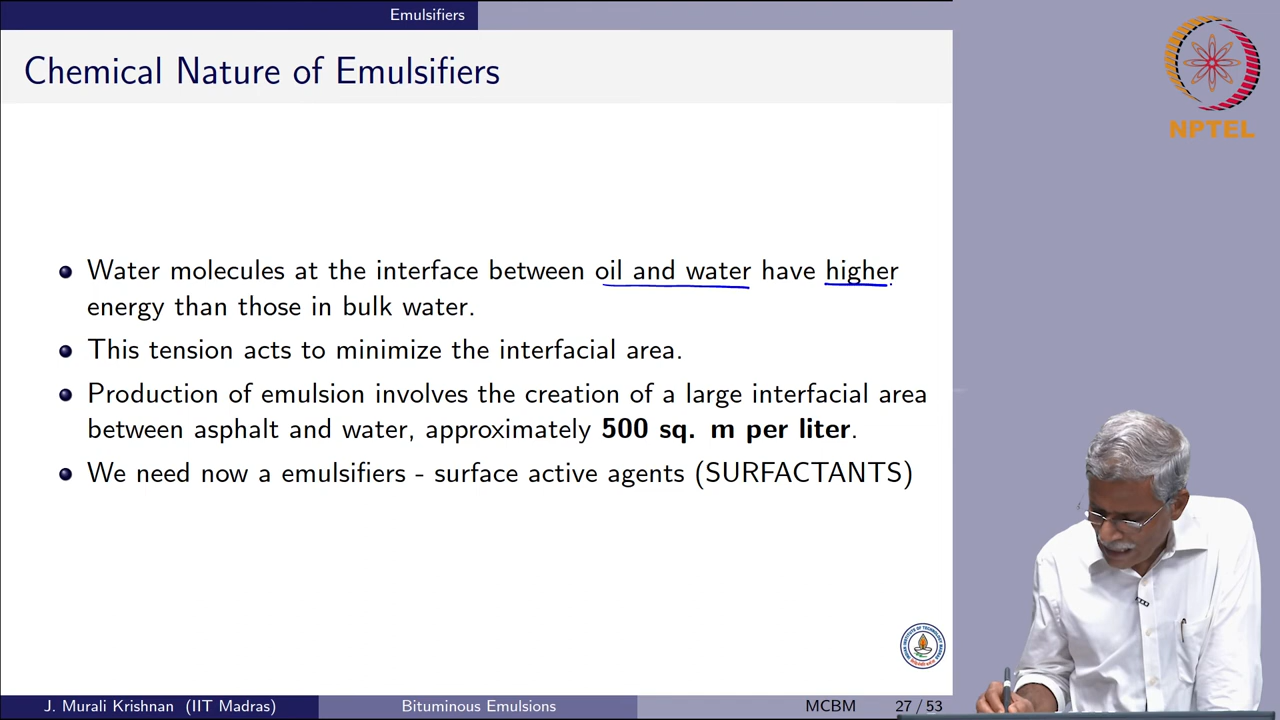 Emulsifiers
Chemical Nature of Emulsifiers
NPTEL
Water molecules at the interface between oil and water have higher
energy than those in bulk water.
This tension acts to minimize the interfacial area.
Production of emulsion involves the creation of a large interfacial area
between asphalt and water, approximately 500 sq. m per liter.
We need now a emulsifiers - surface active agents (SURFACTANTS)
J. Murali Krishnan (IIT Madras)
Bituminous Emulsions
MCBM
27 / 53